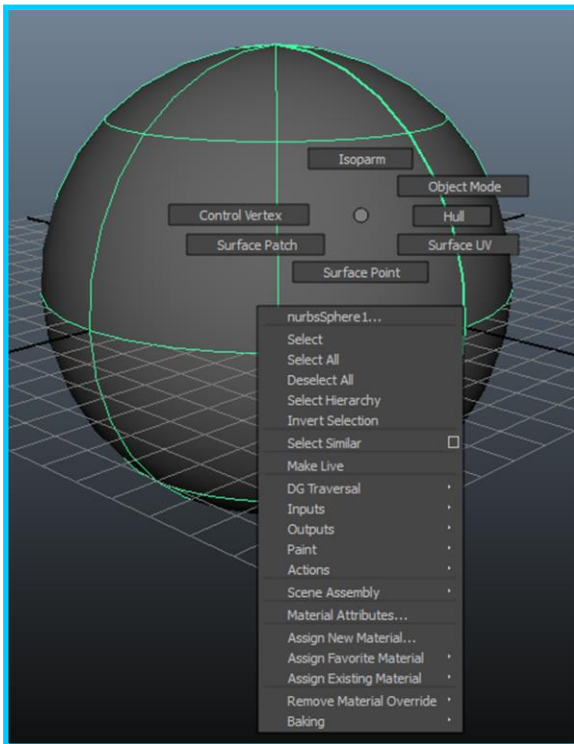 Isoparm
Object Mode
Control Vertex
Hull
Surface Patch
Surface UV
Surface Point
nurbsSphere1...
Select
Select All
Deselect All
Select Hierarchy
Invert Selection
Select Similar
Make Live
DG Traversal
Inputs
Outputs
Paint
Actions
Scene Assembly
Material Attributes...
Assign New Material...
Assign Favorite Material
Assign Existing Material
Remove Material Override
Baking